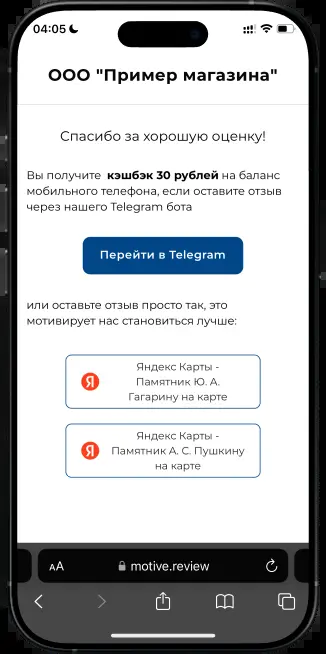 04:05
ООО "Пример магазина"
Спасибо за хорошую оценку!
Вы получите кэшбэк 30 рублей на баланс
мобильного телефона, если оставите отзыв
через нашего Telegram бота
Перейти в Telegram
или оставьте отзыв просто так, это
мотивирует нас становиться лучше:
Я
Яндекс Карты -
Памятник Ю. А.
Гагарину на карте
Я
Яндекс Карты -
Памятник А. С. Пушкину
на карте
AA
motive.review